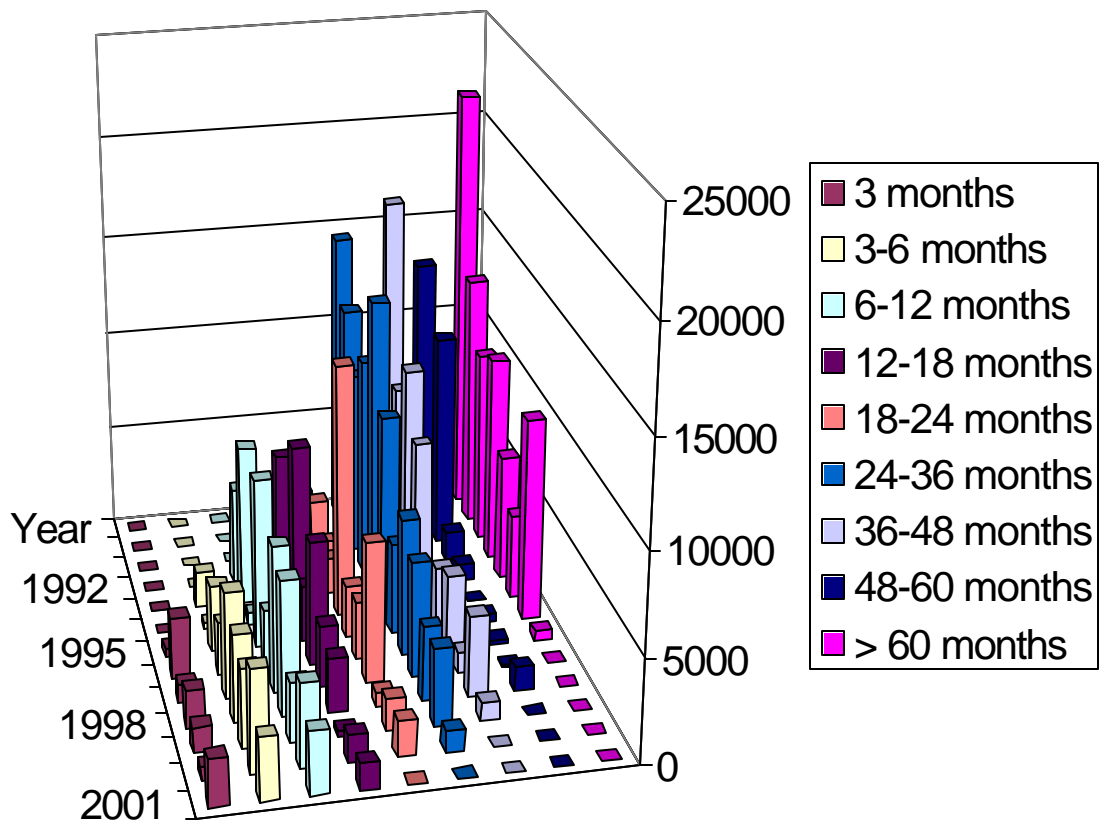 Year
1992
1995
1998
2001
25000
20000
15000
10000
5000
0
3 months
3-6 months
6-12 months
12-18 months
18-24 months
24-36 months
36-48 months
48-60 months
> 60 months